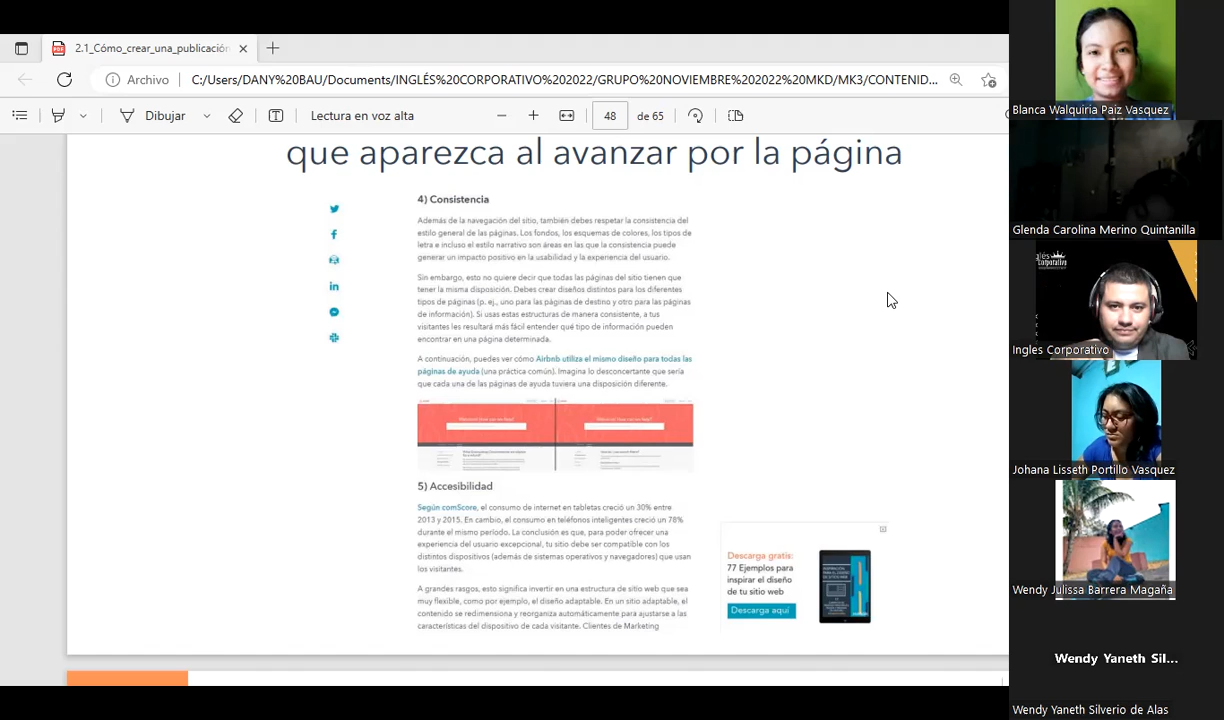 2.1_Cómo_crear_una_publicación
Archivo
C:/Users/DANY%20BAU/Documents/INGLÉS%20CORPORATIVO%202022/GRUPO%20NOVIEMBRE%202022%20MKD/MK3/CONTENID...
Dibujar
Lectura en voz alta
48
de 65
que aparezca al avanzar por la página
4) Consistencia
Además de la navegación del sitio, también debes respetar la consistencia del
estilo general de las páginas. Los fondos, los esquemas de colores, los tipos de
letra e incluso el estilo narrativo son áreas en las que la consistencia puede
generar un impacto positivo en la usabilidad y la experiencia del usuario.
Sin embargo, esto no quiere decir que todas las páginas del sitio tienen que
tener la misma disposición. Debes crear diseños distintos para los diferentes
tipos de páginas (p. ej., uno para las páginas de destino y otro para las páginas
de información). Si usas estas estructuras de manera consistente, a tus
visitantes les resultará más fácil entender qué tipo de información pueden
encontrar en una página determinada.
A continuación, puedes ver cómo Airbnb utiliza el mismo diseño para todas las
páginas de ayuda (una práctica común). Imagina lo desconcertante que sería
que cada una de las páginas de ayuda tuviera una disposición diferente.
5) Accesibilidad
Según comScore, el consumo de internet en tabletas creció un 30% entre
2013 y 2015. En cambio, el consumo en teléfonos inteligentes creció un 78%
durante el mismo período. La conclusión es que, para poder ofrecer una
experiencia del usuario excepcional, tu sitio debe ser compatible con los
distintos dispositivos (además de sistemas operativos y navegadores) que usan
los visitantes.
A grandes rasgos, esto significa invertir en una estructura de sitio web que sea
muy flexible, como por ejemplo, el diseño adaptable. En un sitio adaptable, el
contenido se redimensiona y reorganiza automáticamente para ajustarse a las
características del dispositivo de cada visitante. Clientes de Marketing
Descarga gratis:
77 Ejemplos para
inspirar el diseño
de tu sitio web
Descarga aquí
Blanca Walquiria Paiz Vasquez
Glenda Carolina Merino Quintanilla
Ingles Corporativo
Johana Lisseth Portillo Vasquez
Wendy Julissa Barrera Magaña
Wendy Yaneth Sil...
Wendy Yaneth Silverio de Alas